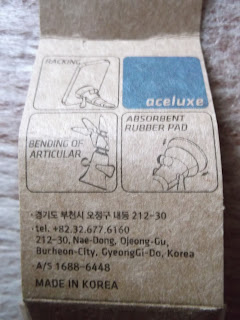 RACKING
aceluxe
BENDING OF
ARTICULAR
ABSORBENT
RUBBER PAD
·경기도 부천시 오정구 내동 212-30
·tel. +82.32.677.6160
212-30, Nae-Dong, Ojeong-Gu,
Bucheon-City, GyeongGi-Do, Korea
·A/S 1688-6448
MADE IN KOREA